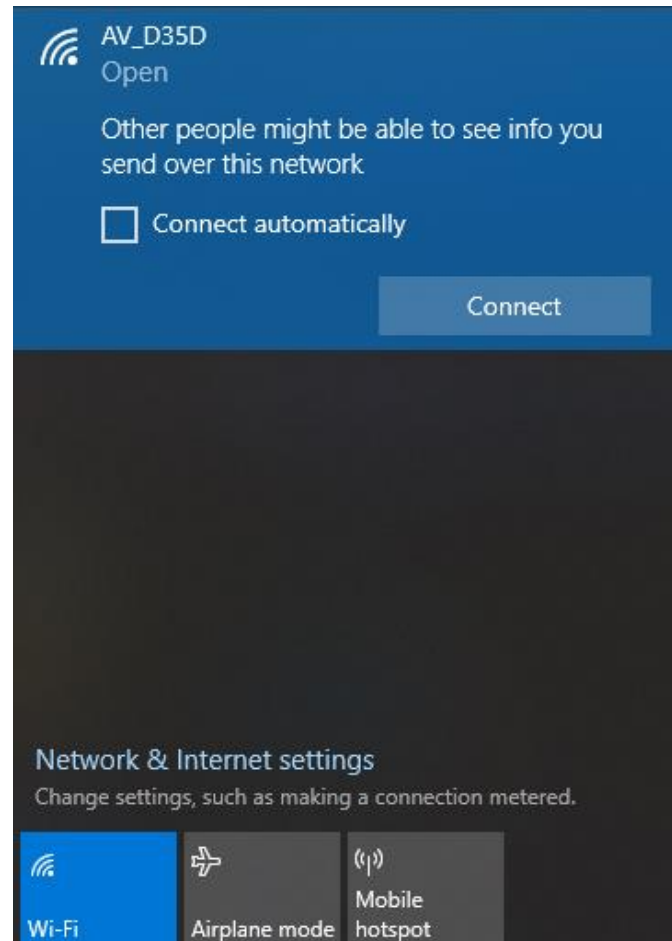 AV_D35D
Open
Other people might be able to see info you
send over this network
Connect automatically
Connect
Network & Internet settings
Change settings, such as making a connection metered.
Wi-Fi
Airplane mode
Mobile
hotspot